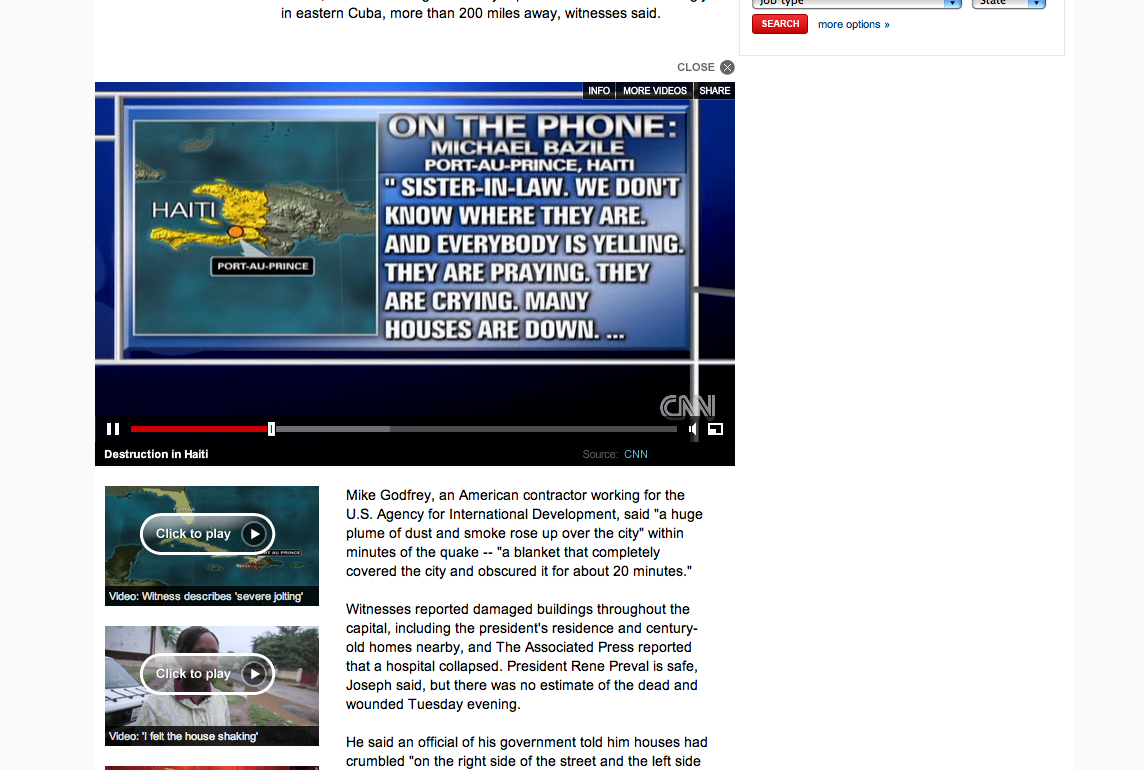 in eastern Cuba, more than 200 miles away, witnesses said.
Job type
State
SEARCH
more options »
CLOSE
INFO
MORE VIDEOS
SHARE
ON THE PHONE:
MICHAEL BAZILE
PORT-AU-PRINCE, HAITI
" SISTER-IN-LAW. WE DON'T
KNOW WHERE THEY ARE.
AND EVERYBODY IS YELLING.
THEY ARE PRAYING. THEY
ARE CRYING. MANY
HOUSES ARE DOWN. ...
HAITI
PORT-AU-PRINCE
CNN
Destruction in Haiti
Source: CNN
FLORIDA
Click to play
Video: Witness describes 'severe jolting'
Click to play
Video: 'I felt the house shaking'
Mike Godfrey, an American contractor working for the
U.S. Agency for International Development, said "a huge
plume of dust and smoke rose up over the city" within
minutes of the quake -- "a blanket that completely
covered the city and obscured it for about 20 minutes."
Witnesses reported damaged buildings throughout the
capital, including the president's residence and century-
old homes nearby, and The Associated Press reported
that a hospital collapsed. President Rene Preval is safe,
Joseph said, but there was no estimate of the dead and
wounded Tuesday evening.
He said an official of his government told him houses had
crumbled "on the right side of the street and the left side